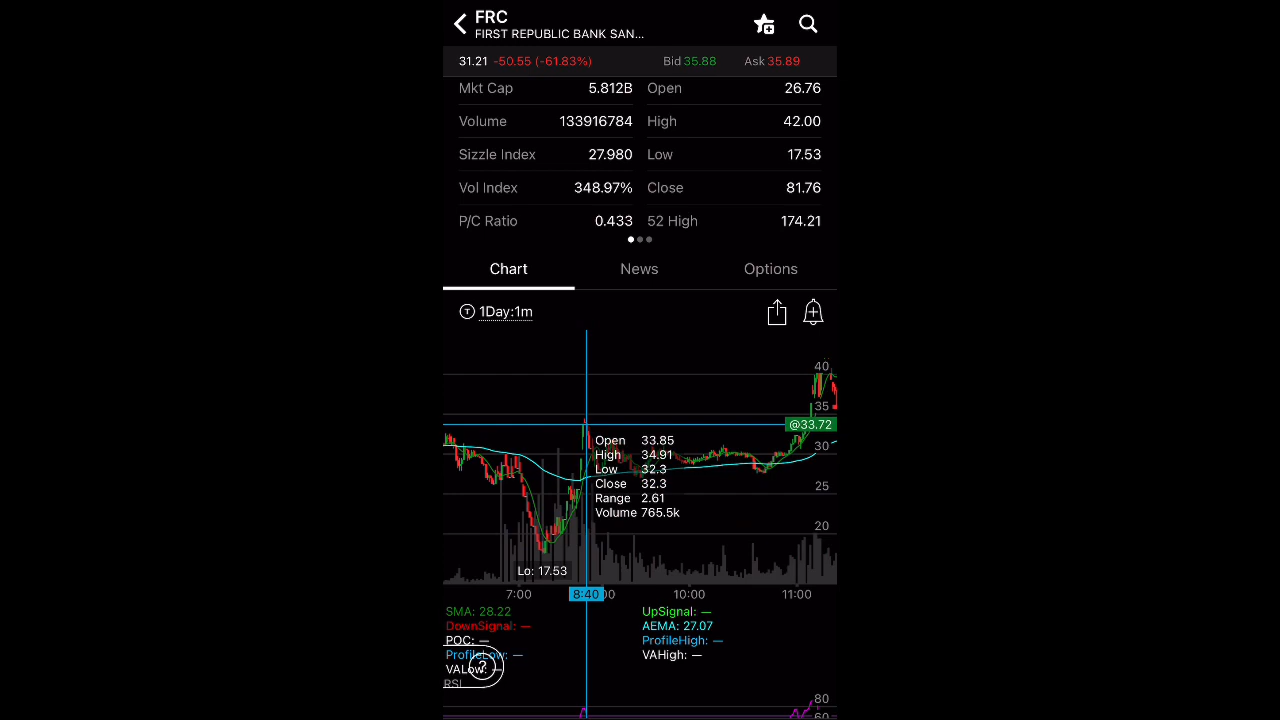 FRC
FIRST REPUBLIC BANK SAN...
31.21 -50.55 (-61.83%) Bid 35.88 Ask 35.89
Mkt Cap 5.812B Open 26.76
Volume 133916784 High 42.00
Sizzle Index 27.980 Low 17.53
Vol Index 348.97% Close 81.76
P/C Ratio 0.433 52 High 174.21
Chart News Options
T 1Day:1m
40
35
@33.72
30
25
20
Open 33.85
High 34.91
Low 32.3
Close 32.3
Range 2.61
Volume 765.5k
Lo: 17.53
7:00 8:40 10:00 11:00
SMA: 28.22 UpSignal: —
DownSignal: — AEMA: 27.07
POC: — ProfileHigh: —
ProfileLow: — VAHigh: —
VALow: —
?
RSI
80
60